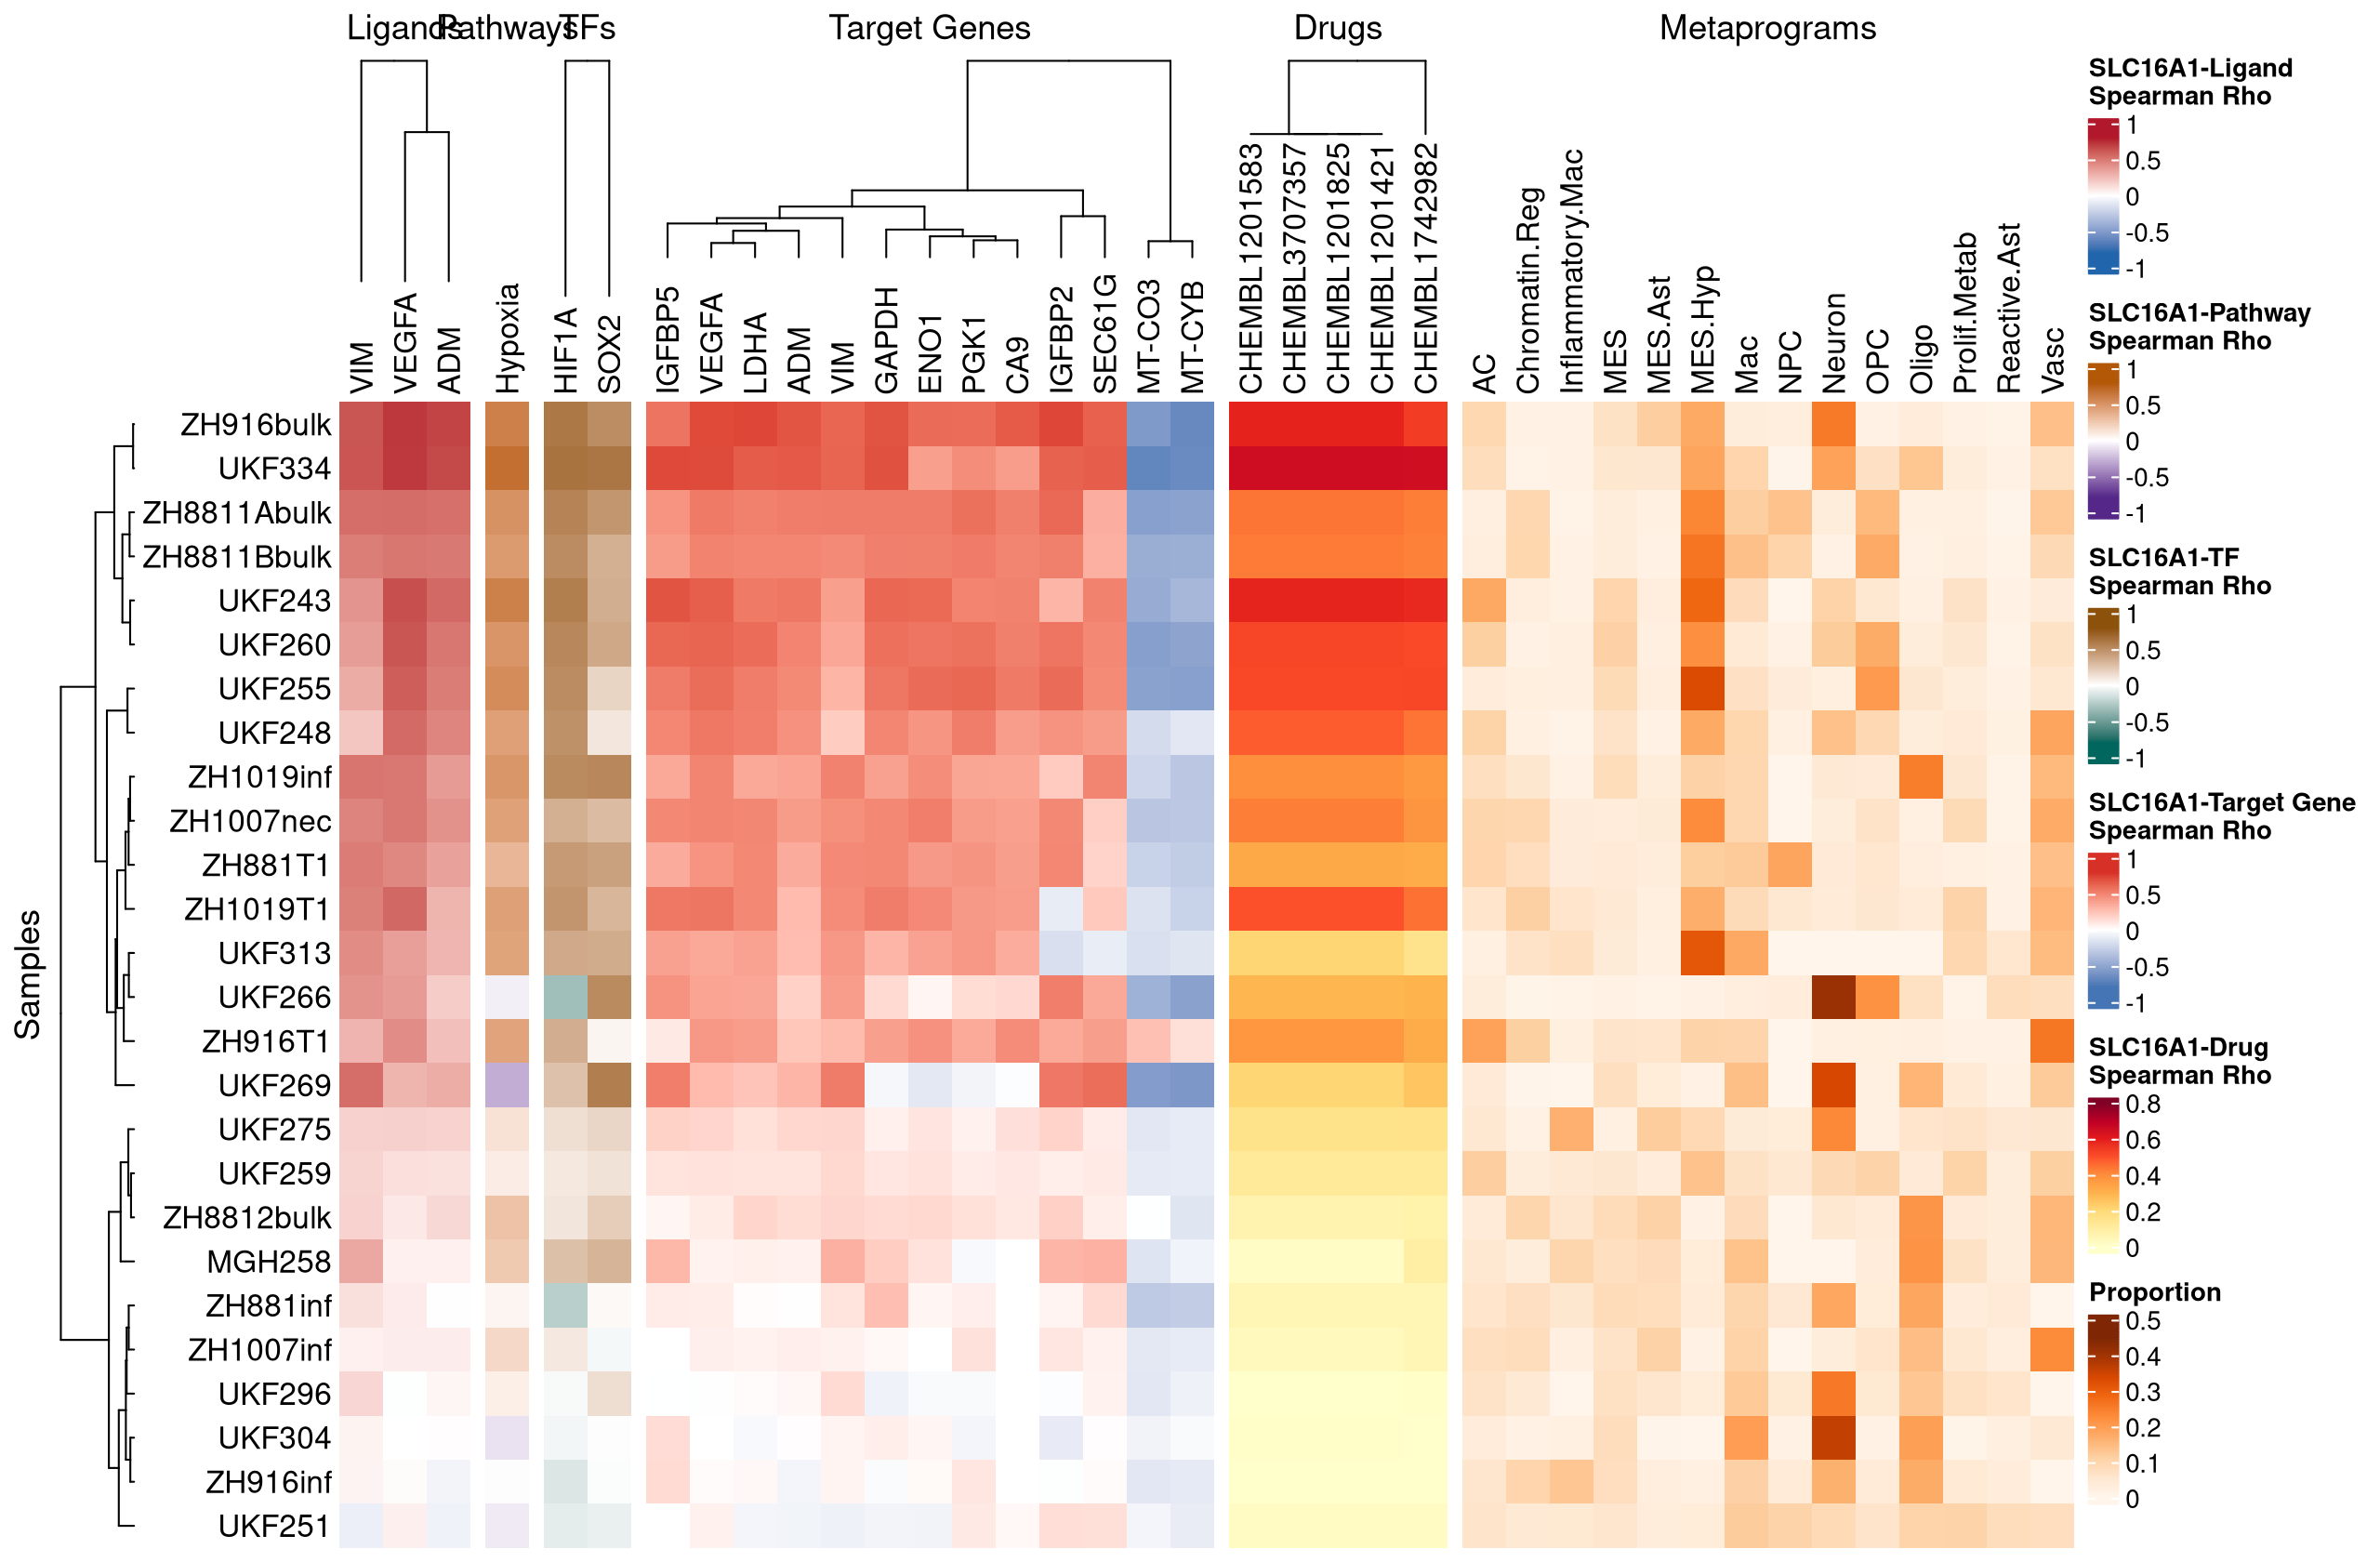 Ligands Pathways TFs Target Genes Drugs Metaprograms
VIM
VEGFA
ADM
Hypoxia
HIF1A
SOX2
IGFBP5
VEGFA
LDHA
ADM
VIM
GAPDH
ENO1
PGK1
CA9
IGFBP2
SEC61G
MT-CO3
MT-CYB
CHEMBL1201583
CHEMBL3707357
CHEMBL1201825
CHEMBL1201421
CHEMBL1742982
AC
Chromatin.Reg
Inflammatory.Mac
MES
MES.Ast
MES.Hyp
Mac
NPC
Neuron
OPC
Oligo
Prolif.Metab
Reactive.Ast
Vasc
Samples
ZH916bulk
UKF334
ZH8811Abulk
ZH8811Bbulk
UKF243
UKF260
UKF255
UKF248
ZH1019inf
ZH1007nec
ZH881T1
ZH1019T1
UKF313
UKF266
ZH916T1
UKF269
UKF275
UKF259
ZH8812bulk
MGH258
ZH881inf
ZH1007inf
UKF296
UKF304
ZH916inf
UKF251
SLC16A1-Ligand
Spearman Rho
1
0.5
0
-0.5
-1
SLC16A1-Pathway
Spearman Rho
1
0.5
0
-0.5
-1
SLC16A1-TF
Spearman Rho
1
0.5
0
-0.5
-1
SLC16A1-Target Gene
Spearman Rho
1
0.5
0
-0.5
-1
SLC16A1-Drug
Spearman Rho
0.8
0.6
0.4
0.2
0
Proportion
0.5
0.4
0.3
0.2
0.1
0